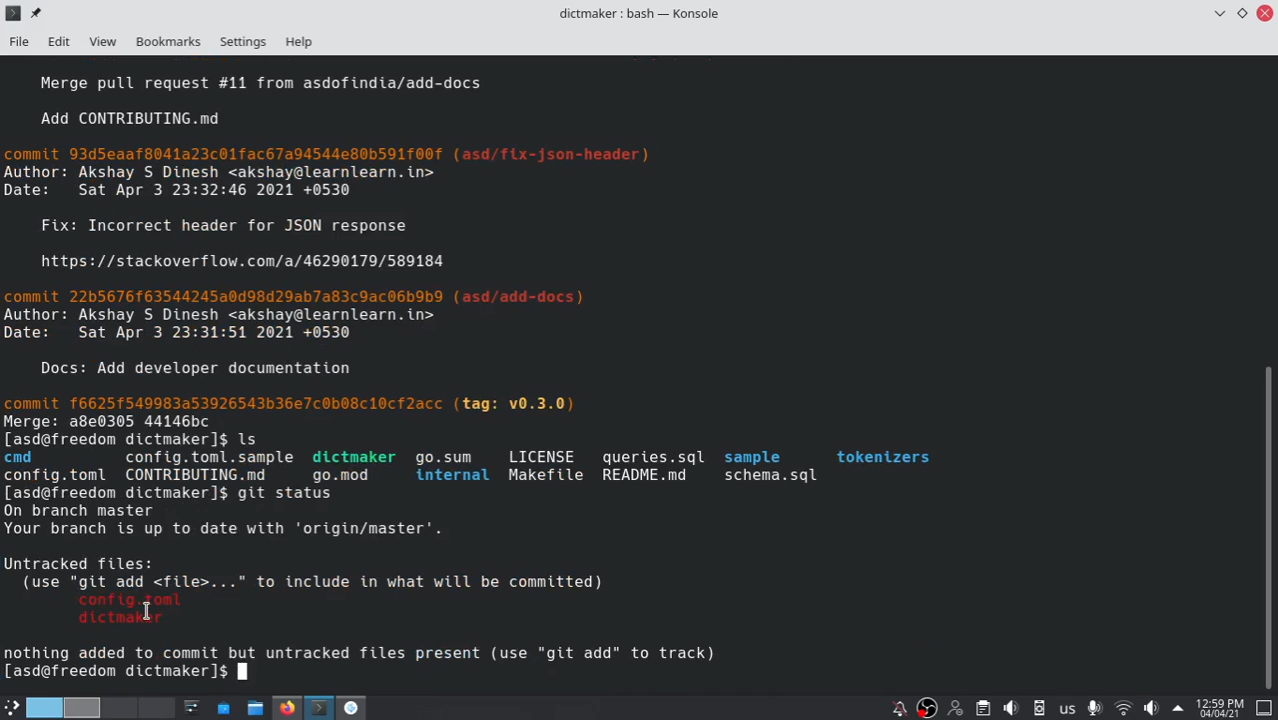 dictmaker : bash — Konsole
File Edit View Bookmarks Settings Help
Merge pull request #11 from asdofindia/add-docs
Add CONTRIBUTING.md
commit 93d5eaaf8041a23c01fac67a94544e80b591f00f (asd/fix-json-header)
Author: Akshay S Dinesh <akshay@learnlearn.in>
Date:   Sat Apr 3 23:32:46 2021 +0530
Fix: Incorrect header for JSON response
https://stackoverflow.com/a/46290179/589184
commit 22b5676f63544245a0d98d29ab7a83c9ac06b9b9 (asd/add-docs)
Author: Akshay S Dinesh <akshay@learnlearn.in>
Date:   Sat Apr 3 23:31:51 2021 +0530
Docs: Add developer documentation
commit f6625f549983a53926543b36e7c0b08c10cf2acc (tag: v0.3.0)
Merge: a8e0305 44146bc
[asd@freedom dictmaker]$ ls
cmd config.toml.sample dictmaker go.sum LICENSE queries.sql sample tokenizers
config.toml CONTRIBUTING.md go.mod internal Makefile README.md schema.sql
[asd@freedom dictmaker]$ git status
On branch master
Your branch is up to date with 'origin/master'.
Untracked files:
(use "git add <file>..." to include in what will be committed)
config.toml
dictmaker
nothing added to commit but untracked files present (use "git add" to track)
[asd@freedom dictmaker]$
us
12:59 PM
04/04/21